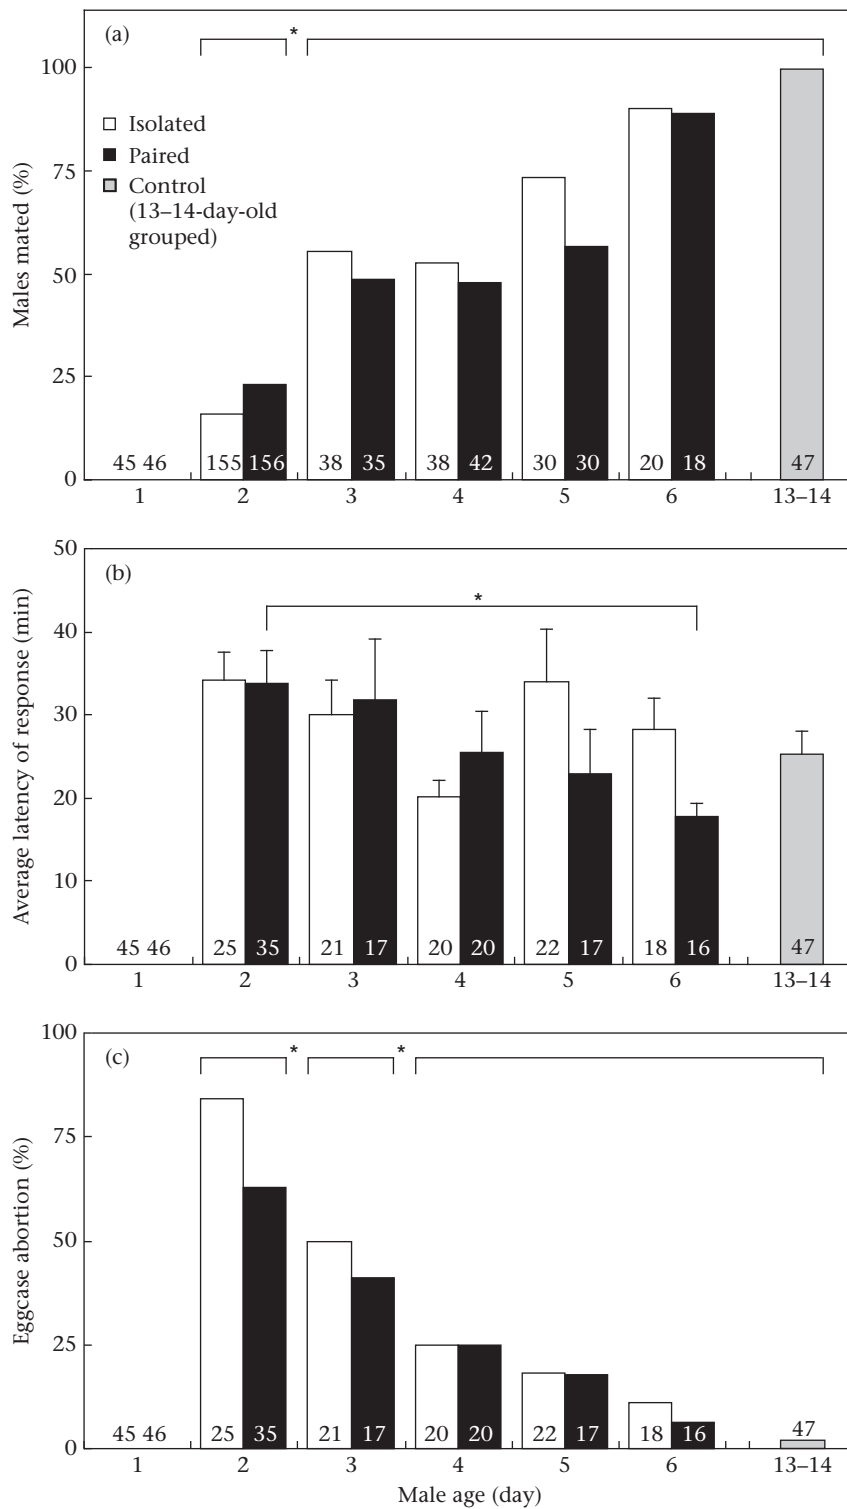 (a)
*
100
75
50
25
0
Males mated (%)
Isolated
Paired
Control
(13–14-day-old
grouped)
45 46 155 156 38 35 38 42 30 30 20 18 47
1 2 3 4 5 6 13–14
50
40
30
20
10
0
Average latency of response (min)
(b)
*
45 46 25 35 21 17 20 20 22 17 18 16 47
1 2 3 4 5 6 13–14
100
75
50
25
0
Eggcase abortion (%)
(c)
* *
45 46 25 35 21 17 20 20 22 17 18 16 47
1 2 3 4 5 6 13–14
Male age (day)